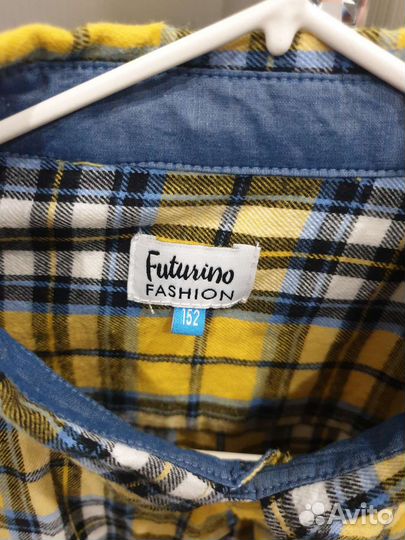 Futurino
FASHION
152
Avito